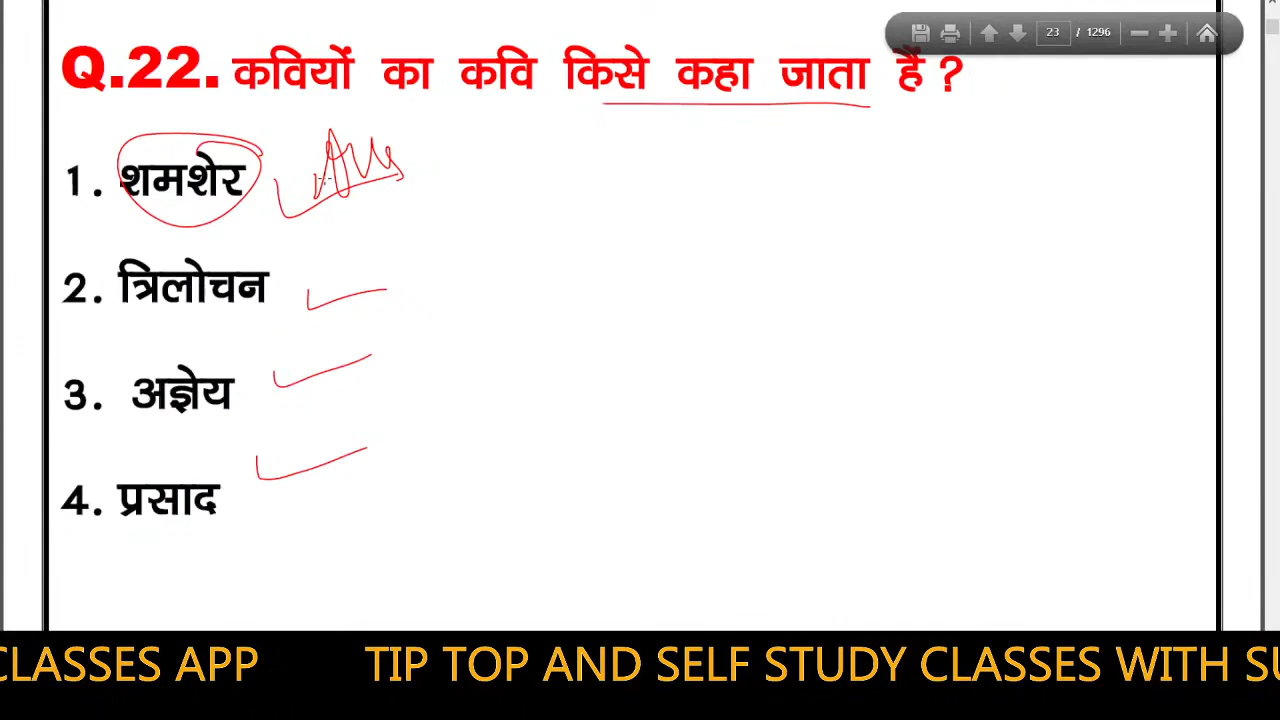 23 / 1296
Q.22. कवियों का कवि किसे कहा जाता हैं ?
1. शमशेर Ans
2. त्रिलोचन
3. अज्ञेय
4. प्रसाद
CLASSES APP TIP TOP AND SELF STUDY CLASSES WITH SU